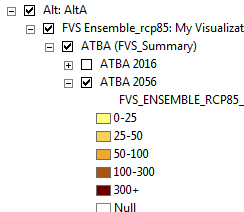 Alt: AltA
FVS Ensemble_rcp85: My Visualizat
ATBA (FVS_Summary)
ATBA 2016
ATBA 2056
FVS_ENSEMBLE_RCP85_
0-25
25-50
50-100
100-300
300+
Null